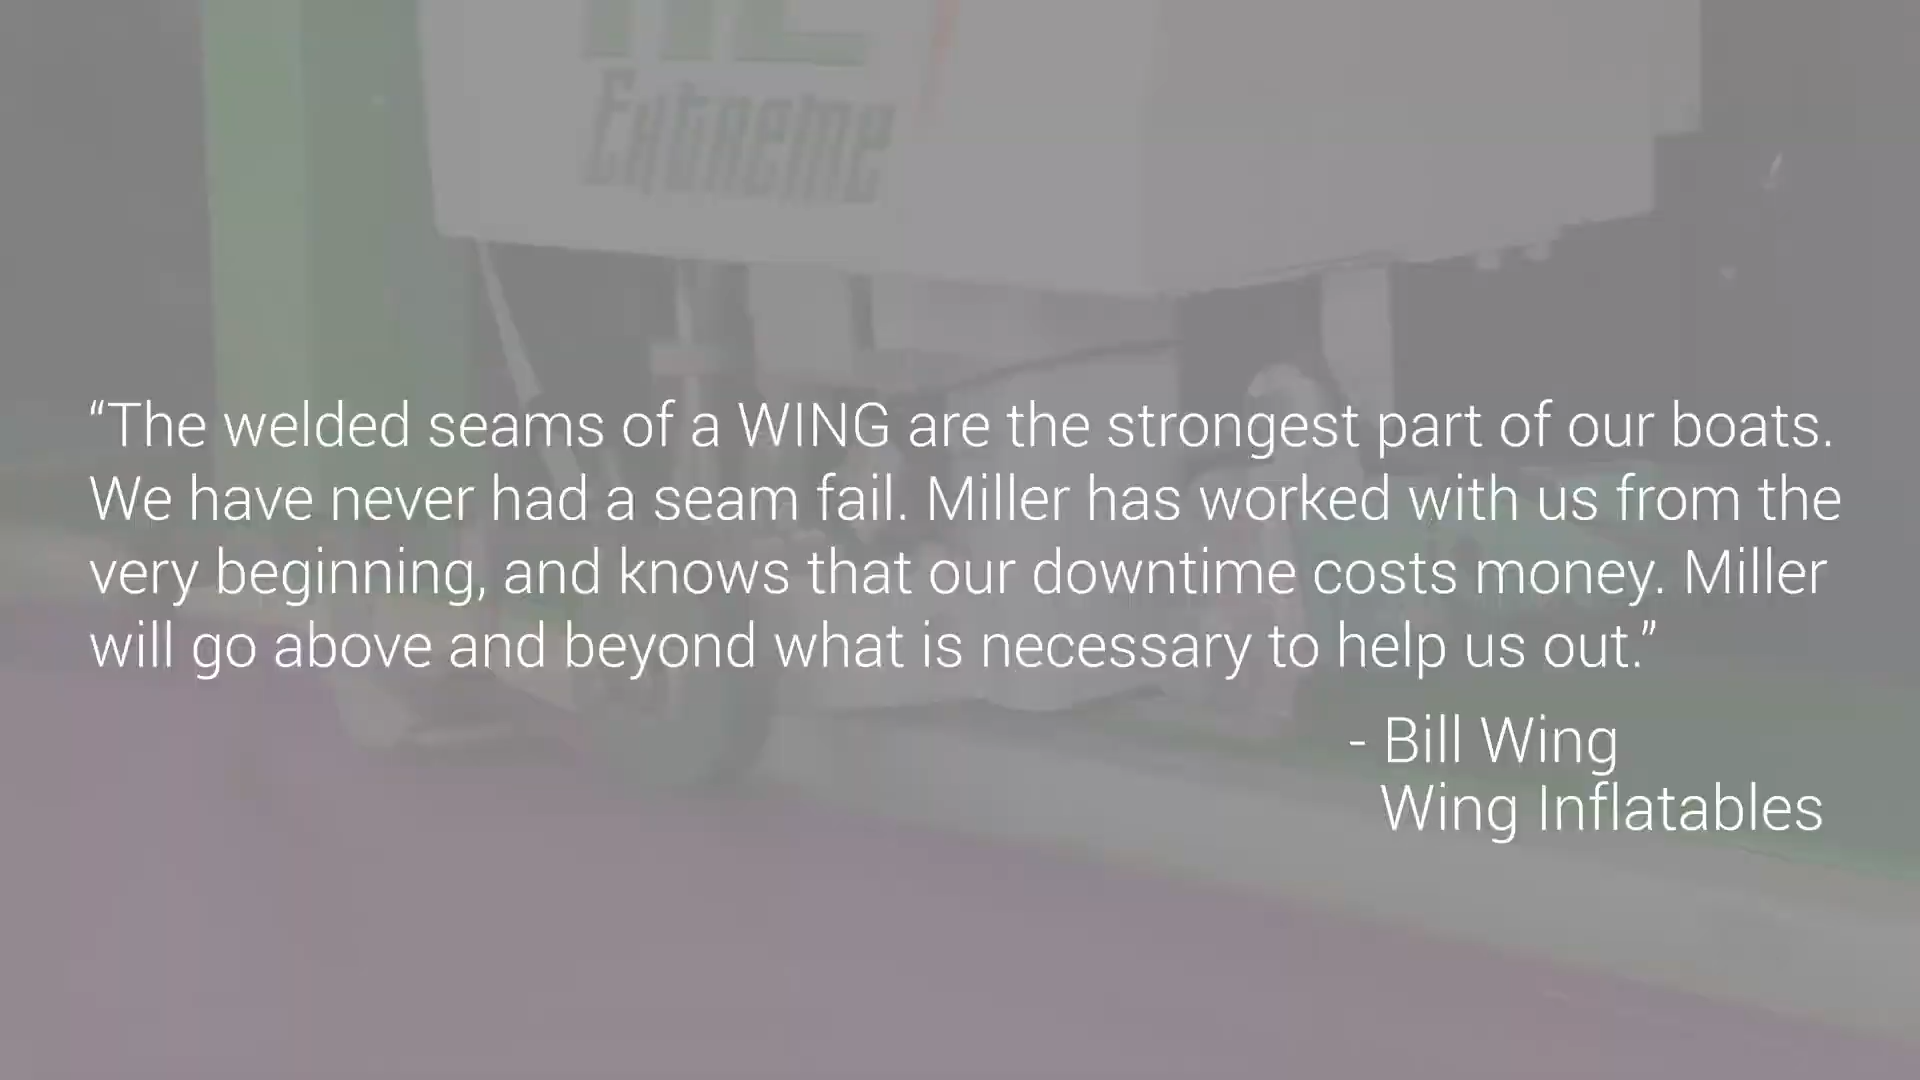 Extreme
“The welded seams of a WING are the strongest part of our boats.
We have never had a seam fail. Miller has worked with us from the
very beginning, and knows that our downtime costs money. Miller
will go above and beyond what is necessary to help us out.”
- Bill Wing
Wing Inflatables